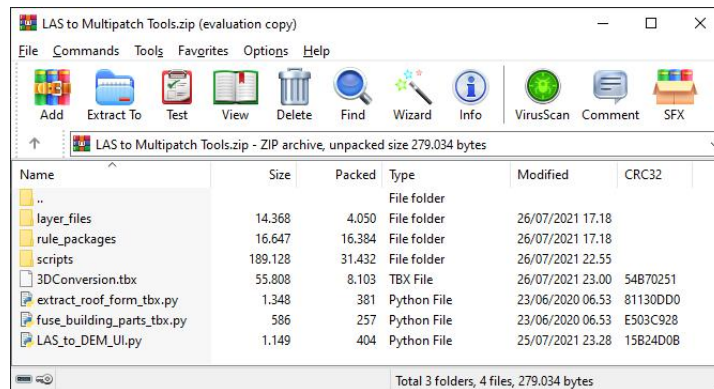 LAS to Multipatch Tools.zip (evaluation copy)
File Commands Tools Favorites Options Help
Add Extract To Test View Delete Find Wizard Info VirusScan Comment SFX
LAS to Multipatch Tools.zip - ZIP archive, unpacked size 279.034 bytes
Name Size Packed Type Modified CRC32
.. File folder
layer_files 14.368 4.050 File folder 26/07/2021 17.18
rule_packages 16.647 16.384 File folder 26/07/2021 17.18
scripts 189.128 31.432 File folder 26/07/2021 22.55
3DConversion.tbx 55.808 8.103 TBX File 26/07/2021 23.00 54B70251
extract_roof_form_tbx.py 1.348 381 Python File 23/06/2020 06.53 81130DD0
fuse_building_parts_tbx.py 586 257 Python File 23/06/2020 06.53 E503C928
LAS_to_DEM_UI.py 1.149 404 Python File 25/07/2021 23.28 15B24D0B
Total 3 folders, 4 files, 279.034 bytes